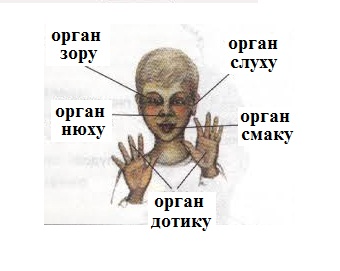 орган
зору
орган
слуху
орган
нюху
орган
смаку
орган
дотику